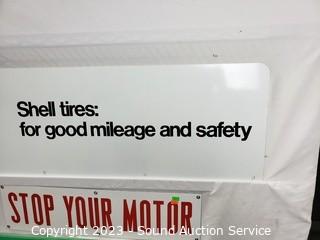 Shell tires:
for good mileage and safety
STOP YOUR MOTOR
Copyright 2023 - Sound Auction Service